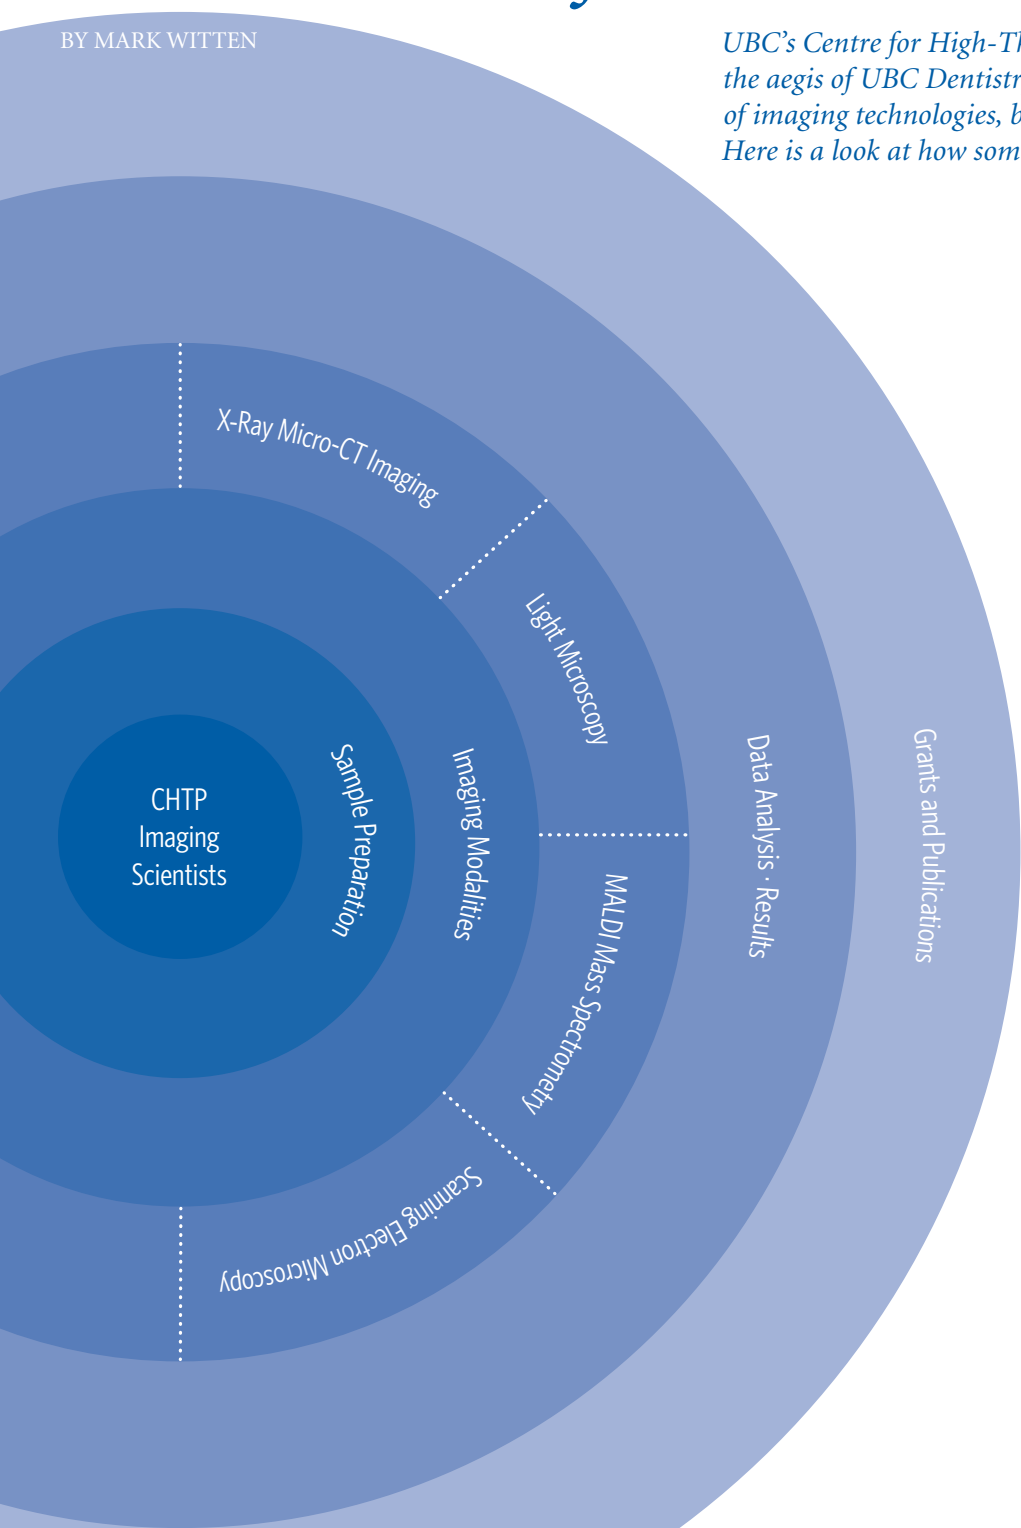 BY MARK WITTEN
UBC’s Centre for High-Th
the aegis of UBC Dentistr
of imaging technologies, b
Here is a look at how som
X-Ray Micro-CT Imaging
Light Microscopy
MALDI Mass Spectrometry
Scanning Electron Microscopy
CHTP
Imaging
Scientists
Sample Preparation
Imaging Modalities
Data Analysis · Results
Grants and Publications